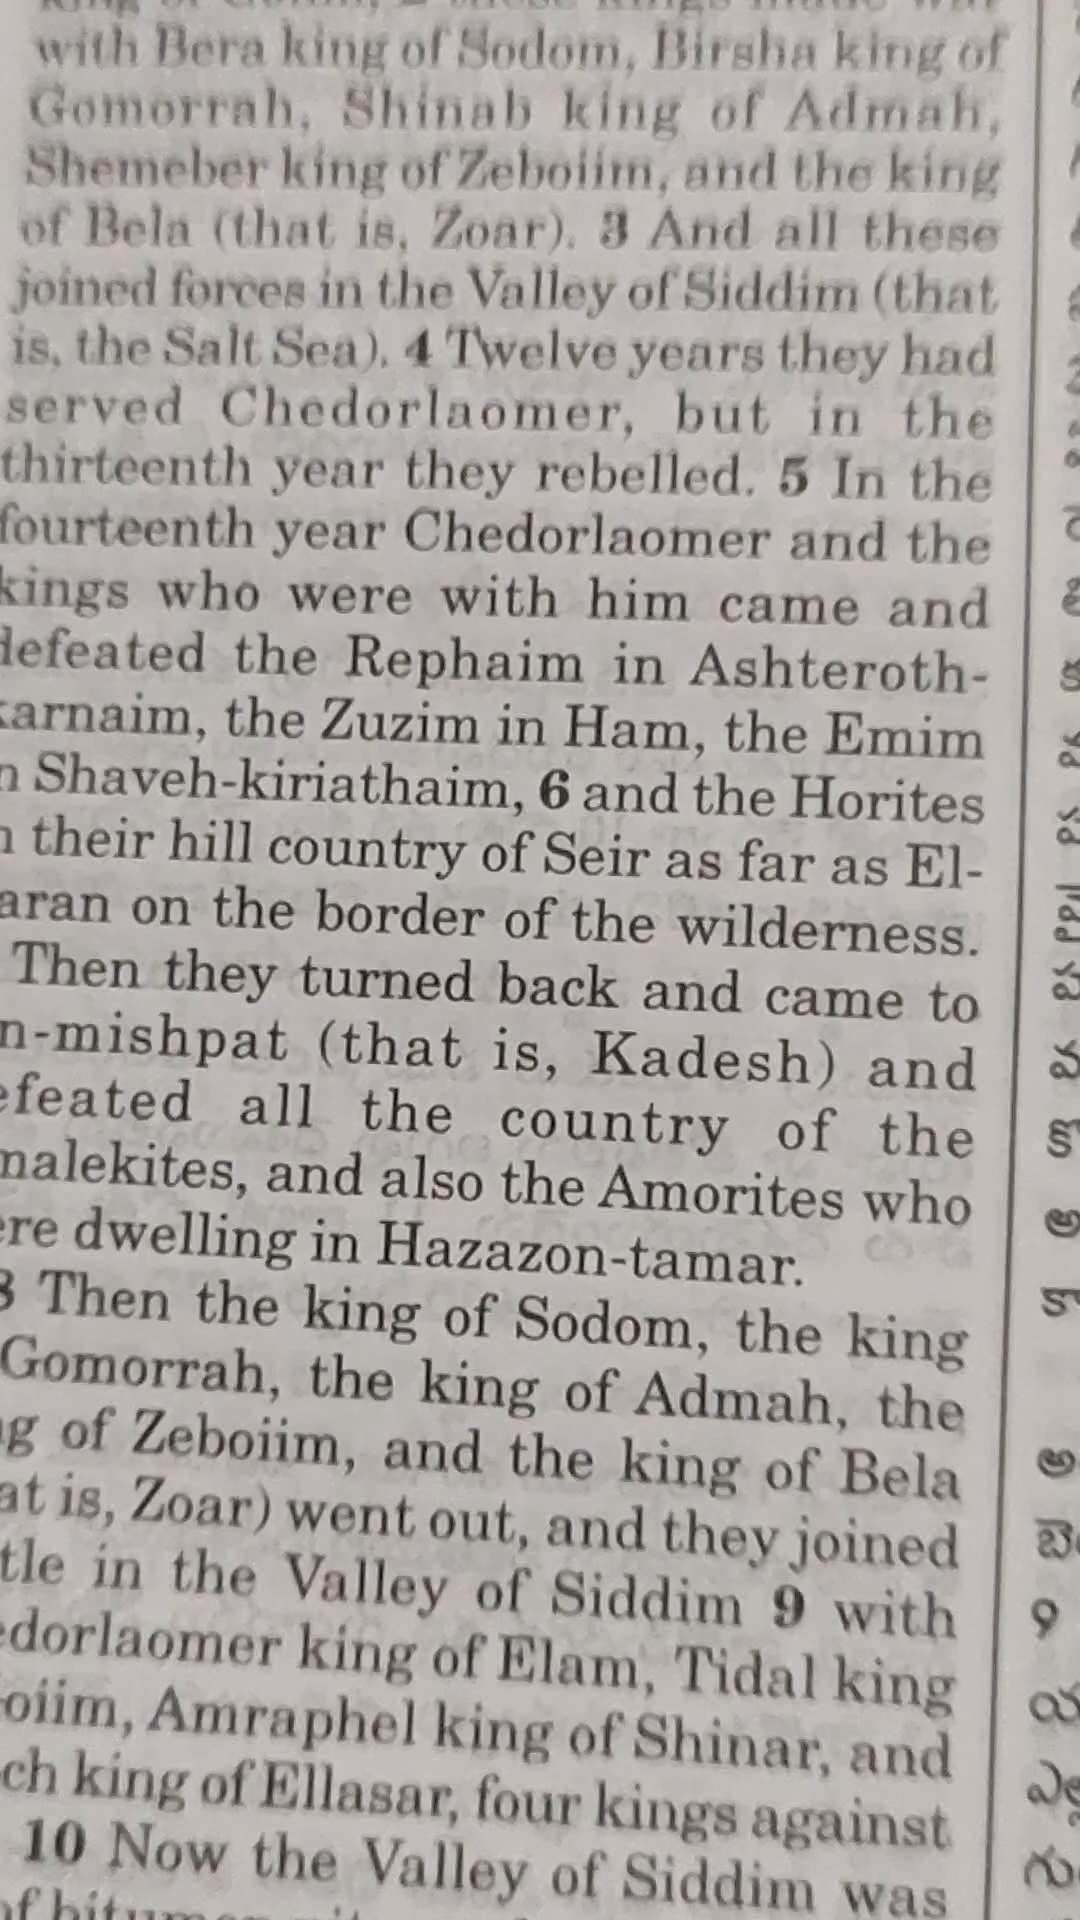 with Bera king of Sodom, Birsha king of
Gomorrah, Shinab king of Admah,
Shemeber king of Zeboiim, and the king
of Bela (that is, Zoar). 3 And all these
joined forces in the Valley of Siddim (that
is, the Salt Sea). 4 Twelve years they had
served Chedorlaomer, but in the
thirteenth year they rebelled. 5 In the
fourteenth year Chedorlaomer and the
kings who were with him came and
defeated the Rephaim in Ashteroth-
karnaim, the Zuzim in Ham, the Emim
n Shaveh-kiriathaim, 6 and the Horites
n their hill country of Seir as far as El-
aran on the border of the wilderness.
Then they turned back and came to
n-mishpat (that is, Kadesh) and
efeated all the country of the
malekites, and also the Amorites who
ere dwelling in Hazazon-tamar.
8 Then the king of Sodom, the king
Gomorrah, the king of Admah, the
ng of Zeboiim, and the king of Bela
at is, Zoar) went out, and they joined
tle in the Valley of Siddim 9 with
edorlaomer king of Elam, Tidal king
oiim, Amraphel king of Shinar, and
ch king of Ellasar, four kings against
10 Now the Valley of Siddim was
of bitumen